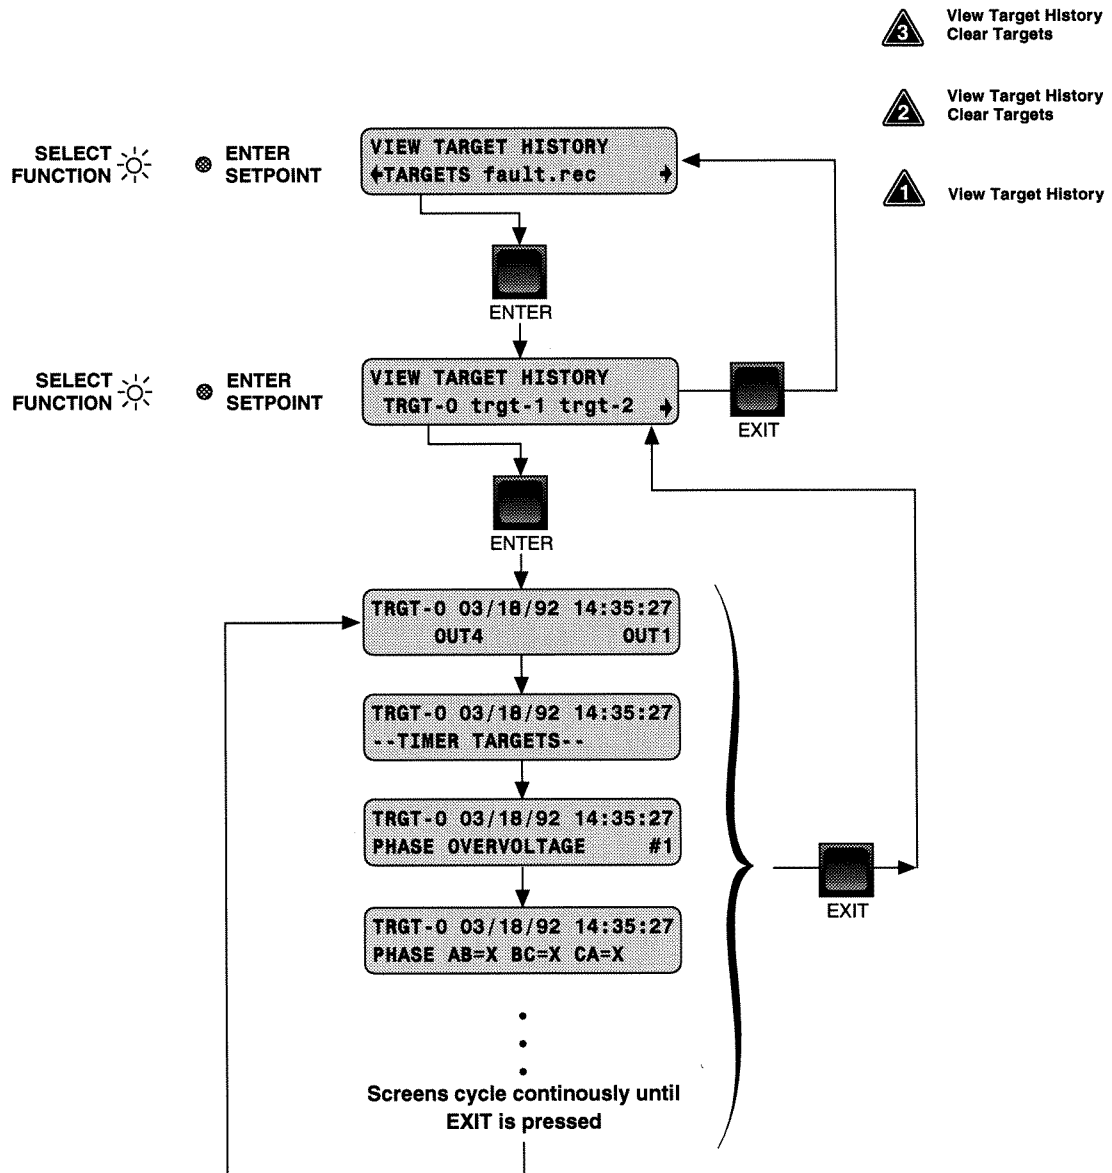 3 View Target History
Clear Targets
2 View Target History
Clear Targets
1 View Target History
SELECT FUNCTION
ENTER SETPOINT
VIEW TARGET HISTORY
←TARGETS fault.rec →
ENTER
SELECT FUNCTION
ENTER SETPOINT
VIEW TARGET HISTORY
TRGT-0 trgt-1 trgt-2 →
EXIT
ENTER
TRGT-0 03/18/92 14:35:27
OUT4 OUT1
TRGT-0 03/18/92 14:35:27
--TIMER TARGETS--
TRGT-0 03/18/92 14:35:27
PHASE OVERVOLTAGE #1
EXIT
TRGT-0 03/18/92 14:35:27
PHASE AB=X BC=X CA=X
Screens cycle continously until
EXIT is pressed